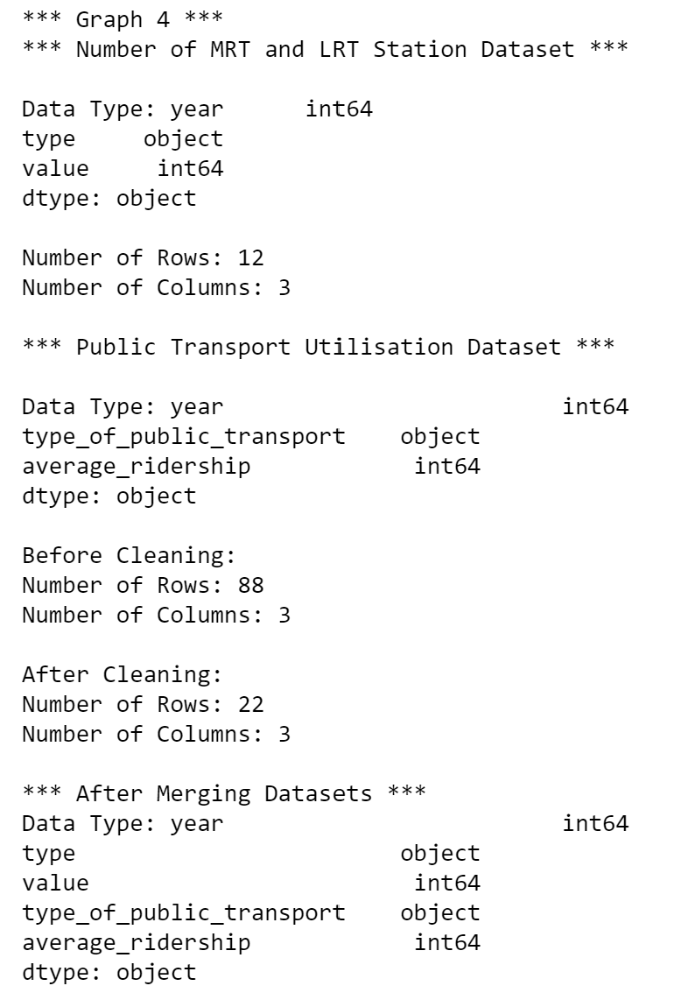 *** Graph 4 ***
*** Number of MRT and LRT Station Dataset ***
Data Type: year      int64
type     object
value     int64
dtype: object
Number of Rows: 12
Number of Columns: 3
*** Public Transport Utilisation Dataset ***
Data Type: year                         int64
type_of_public_transport    object
average_ridership            int64
dtype: object
Before Cleaning:
Number of Rows: 88
Number of Columns: 3
After Cleaning:
Number of Rows: 22
Number of Columns: 3
*** After Merging Datasets ***
Data Type: year                         int64
type                        object
value                        int64
type_of_public_transport    object
average_ridership            int64
dtype: object